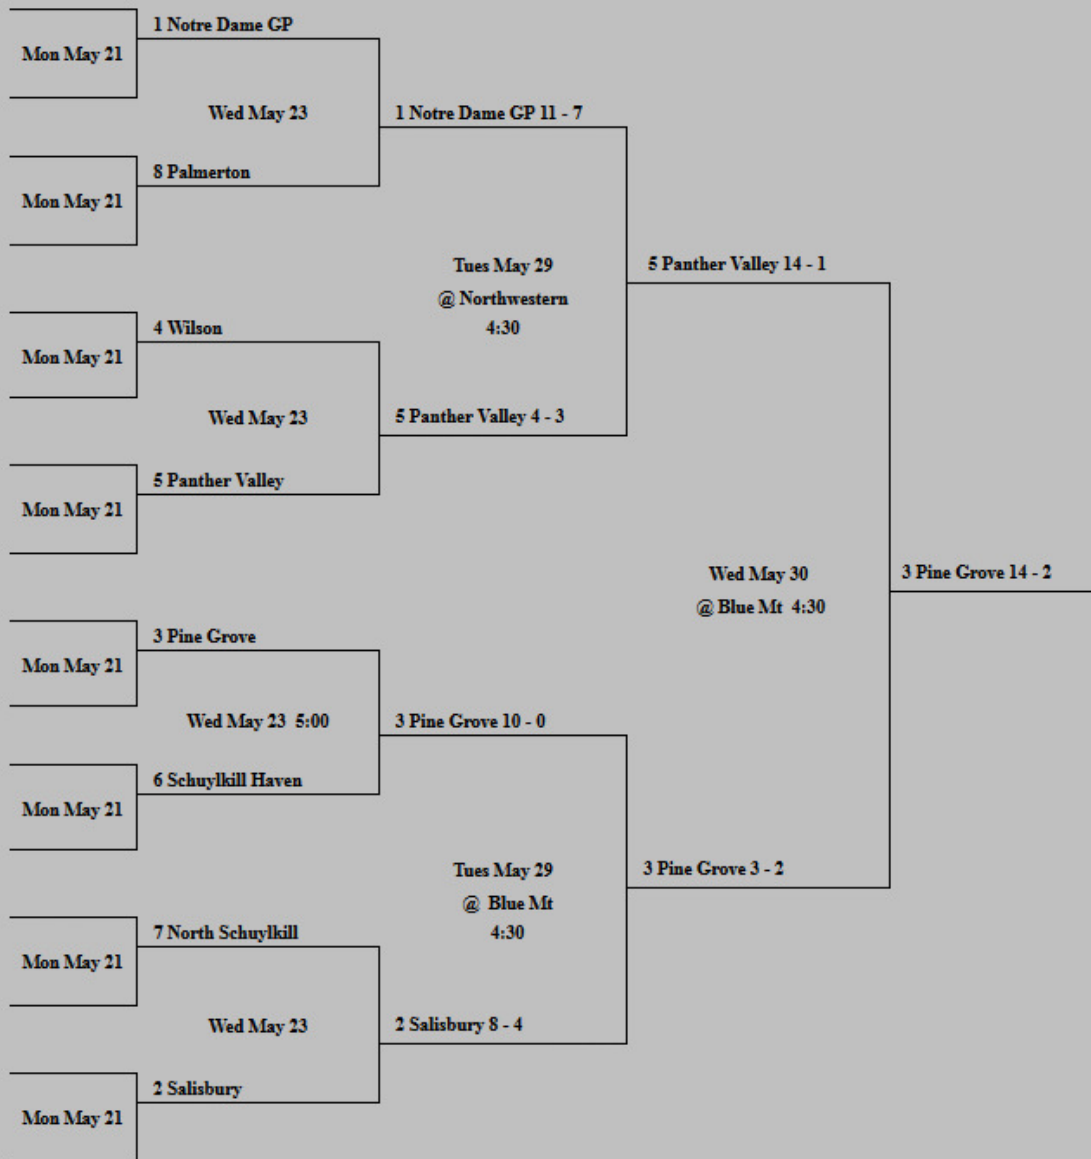 1 Notre Dame GP
Mon May 21
Wed May 23
1 Notre Dame GP 11 - 7
8 Palmerton
Mon May 21
Tues May 29
@ Northwestern
4:30
5 Panther Valley 14 - 1
4 Wilson
Mon May 21
Wed May 23
5 Panther Valley 4 - 3
5 Panther Valley
Mon May 21
Wed May 30
@ Blue Mt 4:30
3 Pine Grove 14 - 2
3 Pine Grove
Mon May 21
Wed May 23 5:00
3 Pine Grove 10 - 0
6 Schuylkill Haven
Mon May 21
Tues May 29
@ Blue Mt
4:30
3 Pine Grove 3 - 2
7 North Schuylkill
Mon May 21
Wed May 23
2 Salisbury 8 - 4
2 Salisbury
Mon May 21